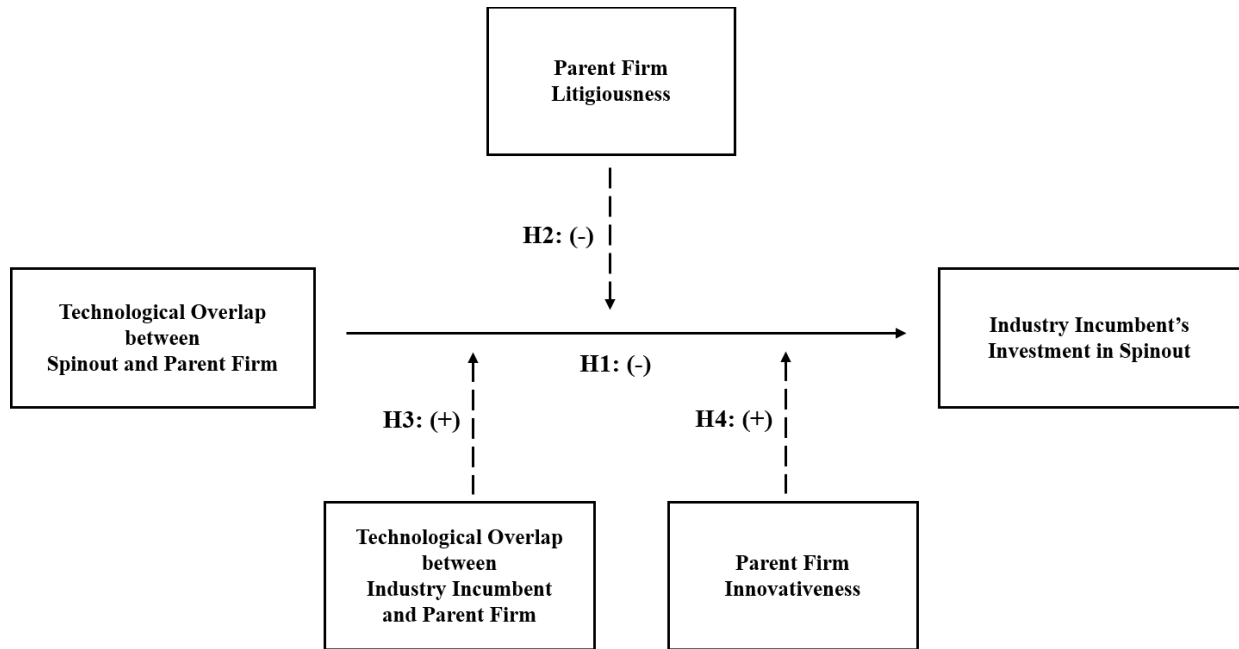 Parent Firm
Litigiousness
H2: (-)
Technological Overlap
between
Spinout and Parent Firm
Industry Incumbent's
Investment in Spinout
H1: (-)
H3: (+)
H4: (+)
Technological Overlap
between
Industry Incumbent
and Parent Firm
Parent Firm
Innovativeness